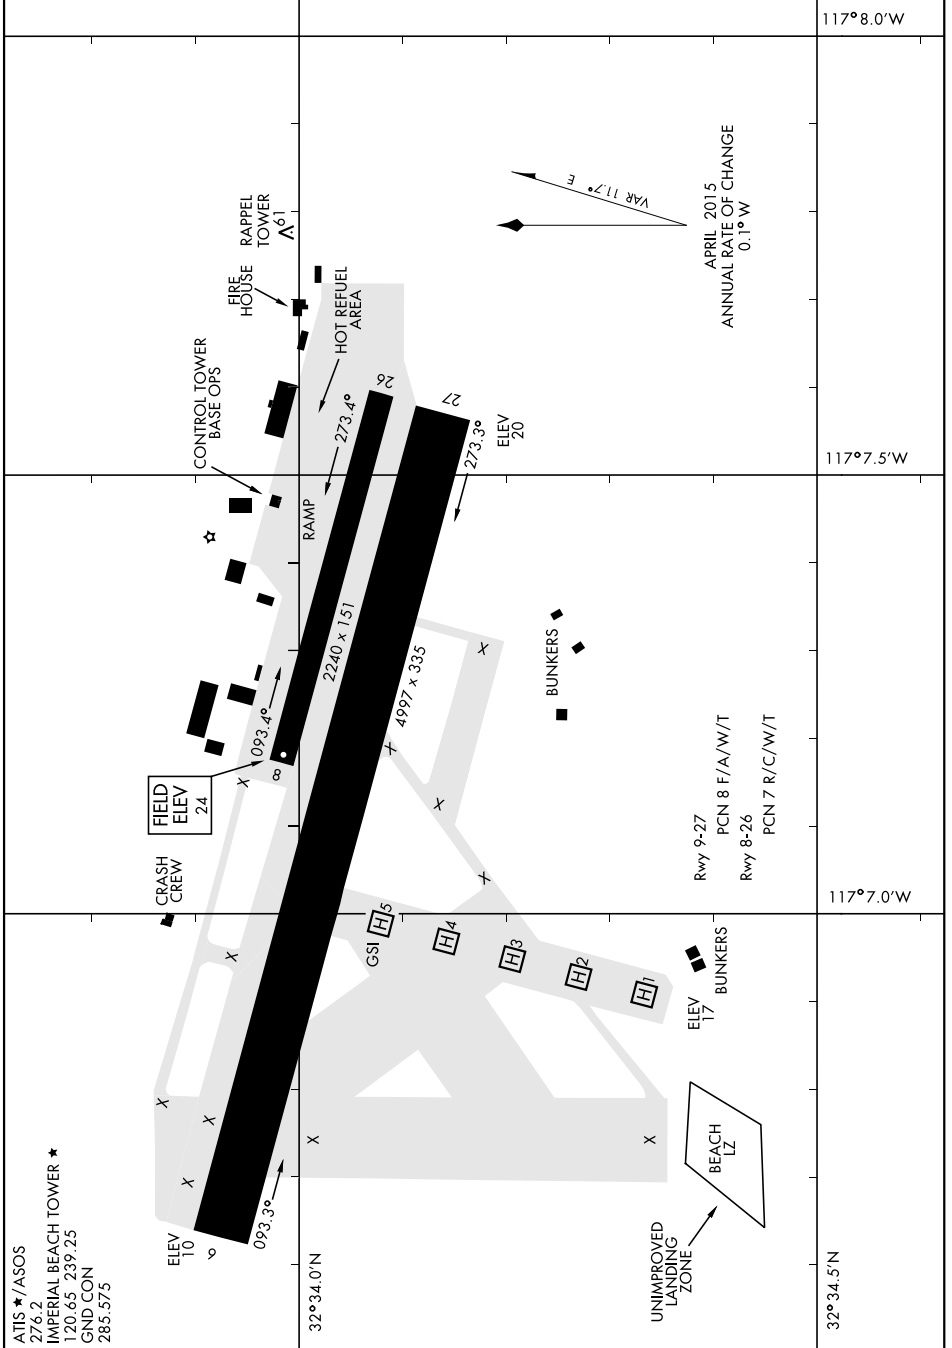 ATIS ★/ASOS
276.2
IMPERIAL BEACH TOWER ★
120.65 239.25
GND CON
285.575
117°8.0'W
RAPPEL
TOWER
61
FIRE
HOUSE
HOT REFUEL
AREA
CONTROL TOWER
BASE OPS
VAR 11.7° E
APRIL 2015
ANNUAL RATE OF CHANGE
0.1° W
26
273.4°
27
273.3°
ELEV
20
117°7.5'W
RAMP
2240 x 151
4997 x 335
093.4°
8
FIELD
ELEV
24
X
X
X
X
X
BUNKERS
Rwy 9-27
PCN 8 F/A/W/T
Rwy 8-26
PCN 7 R/C/W/T
CRASH
CREW
117°7.0'W
GSI
H 5
H 4
H 3
H 2
H 1
X
ELEV
17
BUNKERS
X
X
X
X
X
BEACH
LZ
UNIMPROVED
LANDING
ZONE
ELEV
10
9
093.3°
32°34.0'N
32°34.5'N